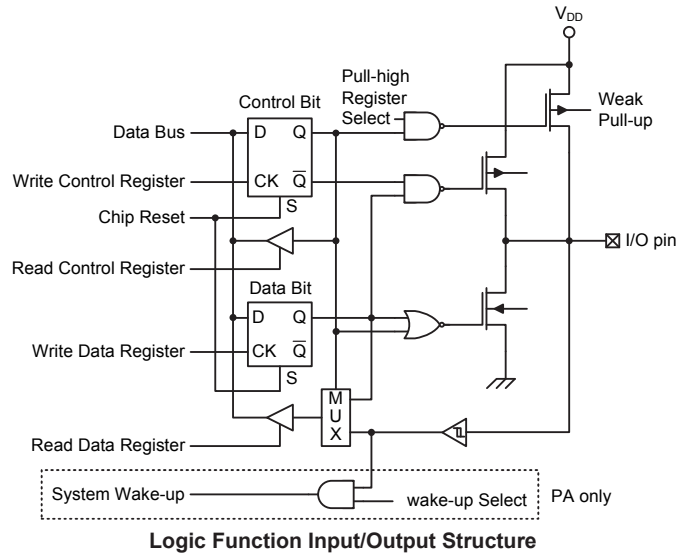 VDD
Pull-high
Register
Select
Weak
Pull-up
Control Bit
Data Bus
D Q
Write Control Register
CK Q
S
Chip Reset
I/O pin
Read Control Register
Data Bit
D Q
Write Data Register
CK Q
S
M
U
X
Read Data Register
System Wake-up
wake-up Select
PA only
Logic Function Input/Output Structure